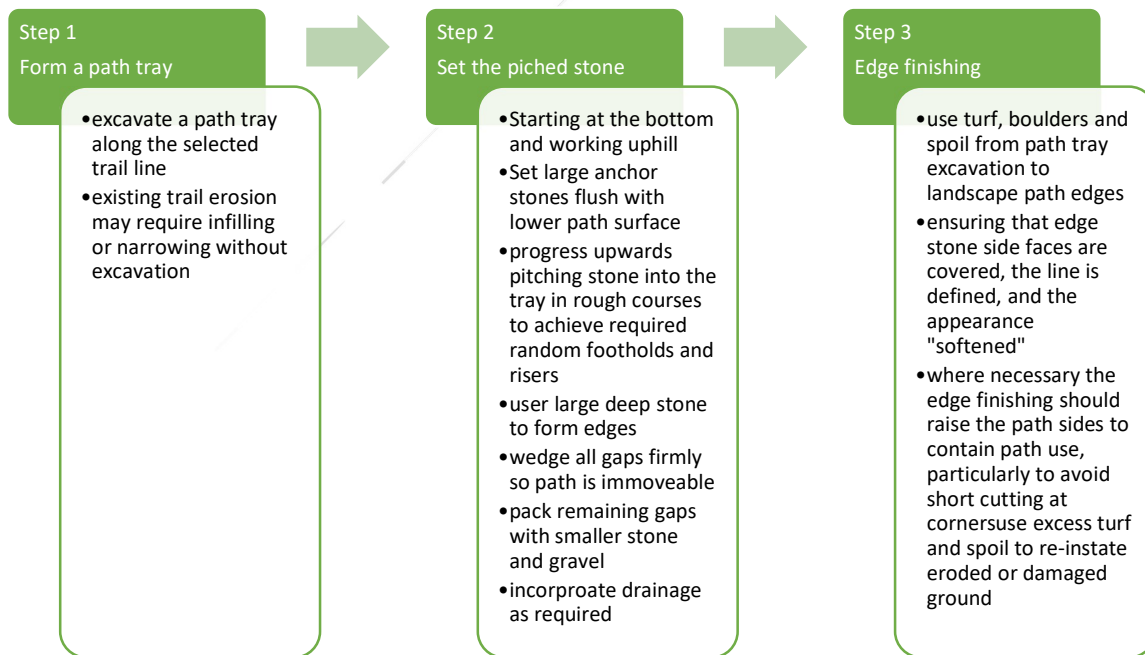 Step 1
Form a path tray
•excavate a path tray
along the selected
trail line
•existing trail erosion
may require infilling
or narrowing without
excavation
Step 2
Set the piched stone
•Starting at the bottom
and working uphill
•Set large anchor
stones flush with
lower path surface
•progress upwards
pitching stone into the
tray in rough courses
to achieve required
random footholds and
risers
•user large deep stone
to form edges
•wedge all gaps firmly
so path is immoveable
•pack remaining gaps
with smaller stone
and gravel
•incorproate drainage
as required
Step 3
Edge finishing
•use turf, boulders and
spoil from path tray
excavation to
landscape path edges
•ensuring that edge
stone side faces are
covered, the line is
defined, and the
appearance
"softened"
•where necessary the
edge finishing should
raise the path sides to
contain path use,
particularly to avoid
short cutting at
cornersuse excess turf
and spoil to re-instate
eroded or damaged
ground